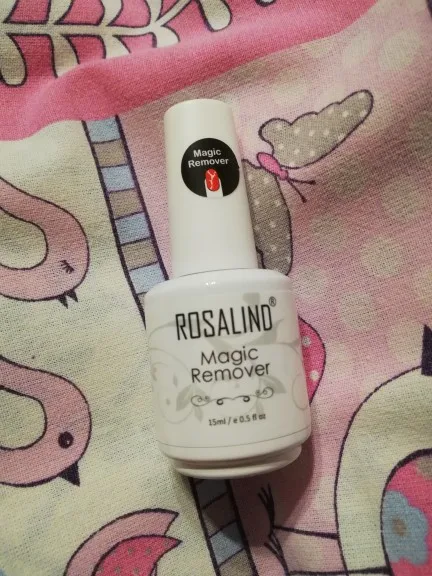 Magic
Remover
ROSALIND®
Magic
Remover
15ml / e 0.5 fl oz